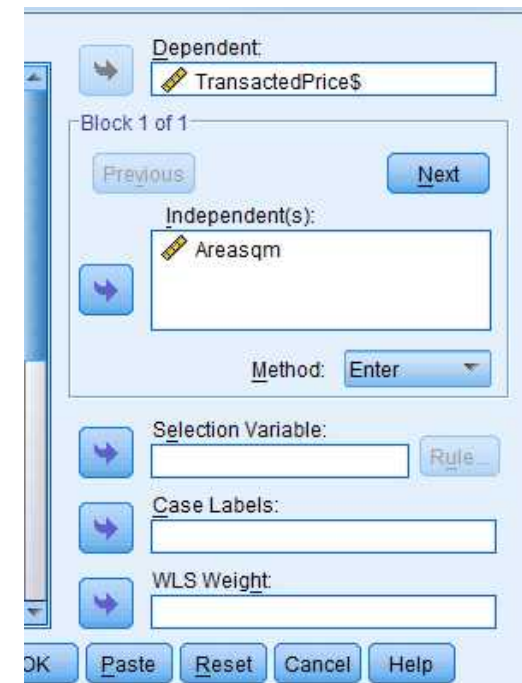 Dependent:
TransactedPrice$
Block 1 of 1
Previous Next
Independent(s):
Areasqm
Method: Enter
Selection Variable:
Rule...
Case Labels:
WLS Weight:
OK Paste Reset Cancel Help